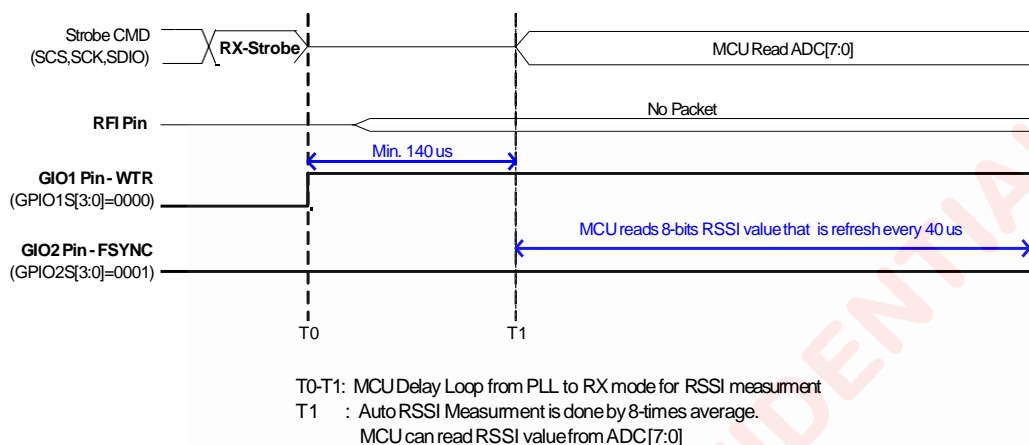 Strobe CMD
(SCS,SCK,SDIO)
RX-Strobe
MCU Read ADC[7:0]
RFI Pin
No Packet
Min. 140 us
GIO1 Pin - WTR
(GPIO1S[3:0]=0000)
MCU reads 8-bits RSSI value that is refresh every 40 us
GIO2 Pin - FSYNC
(GPIO2S[3:0]=0001)
T0
T1
T0-T1: MCU Delay Loop from PLL to RX mode for RSSI measurment
T1 : Auto RSSI Measurment is done by 8-times average.
MCU can read RSSI value from ADC [7:0]
IDENTIAL